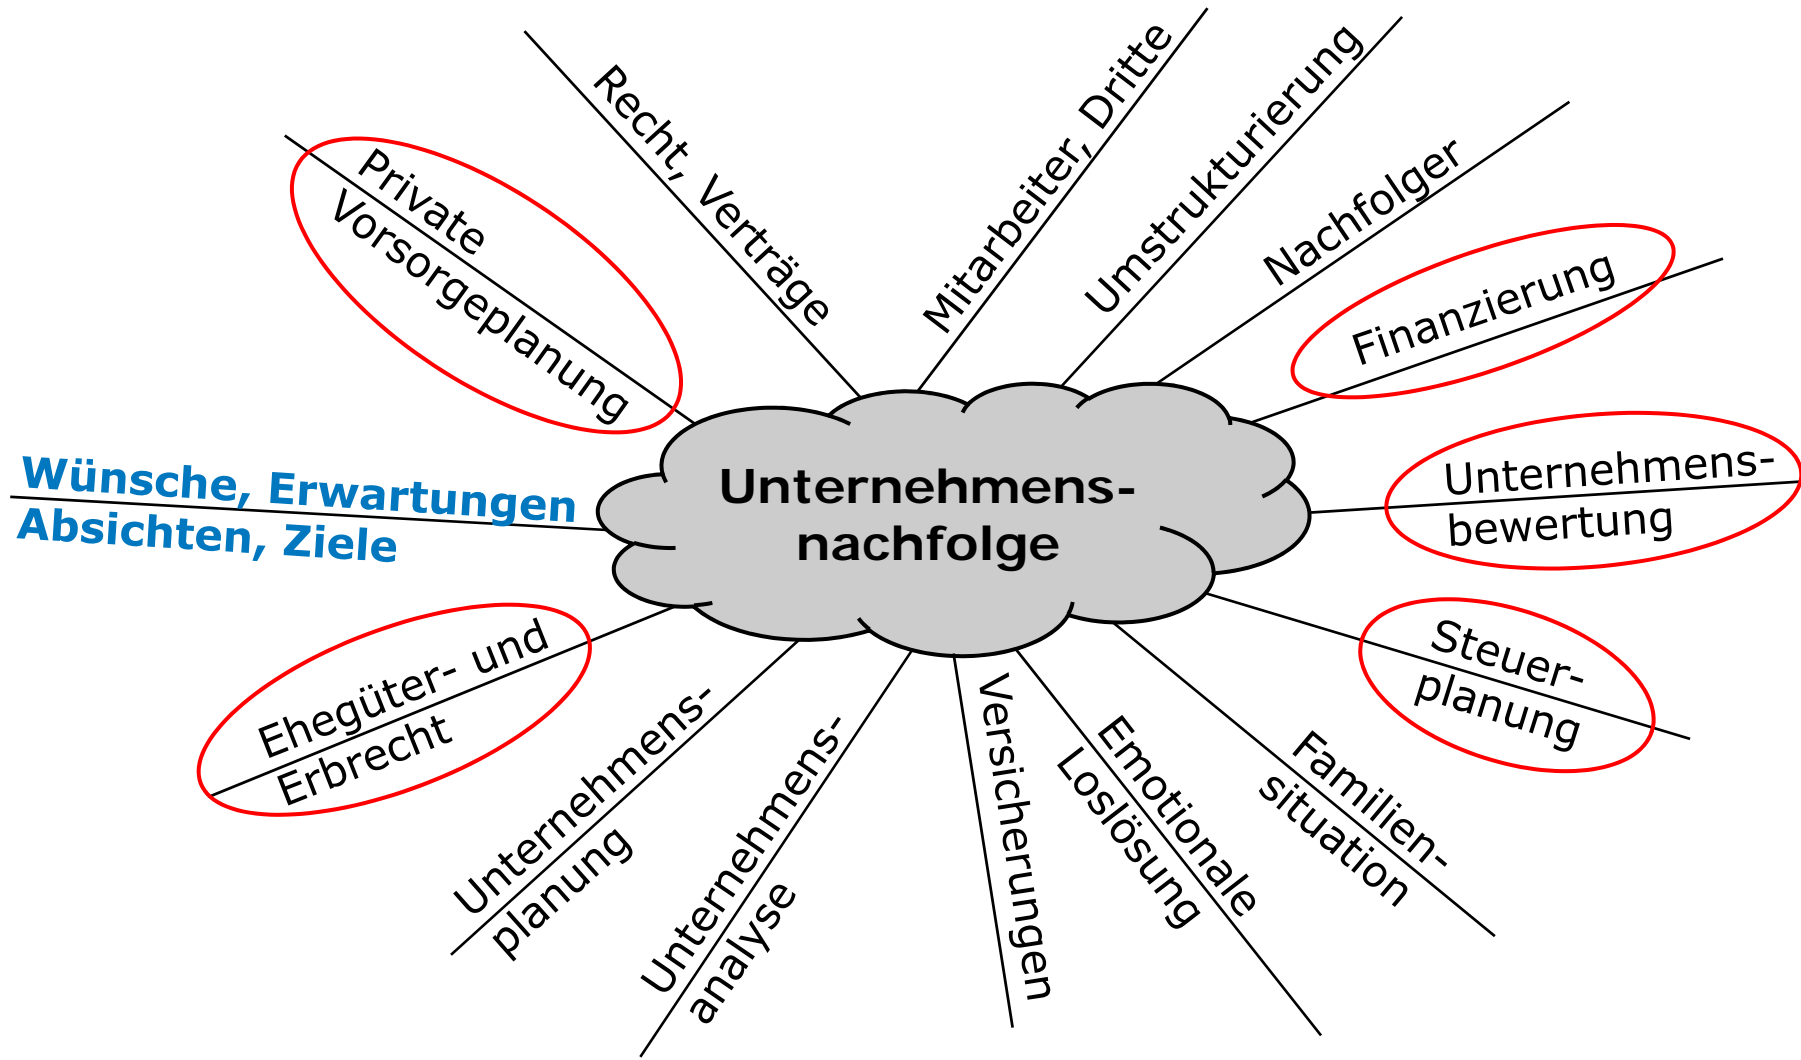 Unternehmens-
nachfolge
Wünsche, Erwartungen
Absichten, Ziele
Private
Vorsorgeplanung
Recht, Verträge
Mitarbeiter, Dritte
Umstrukturierung
Nachfolger
Finanzierung
Unternehmens-
bewertung
Steuer-
planung
Familien-
situation
Emotionale
Loslösung
Versicherungen
Unternehmens-
analyse
Unternehmens-
planung
Ehegüter- und
Erbrecht